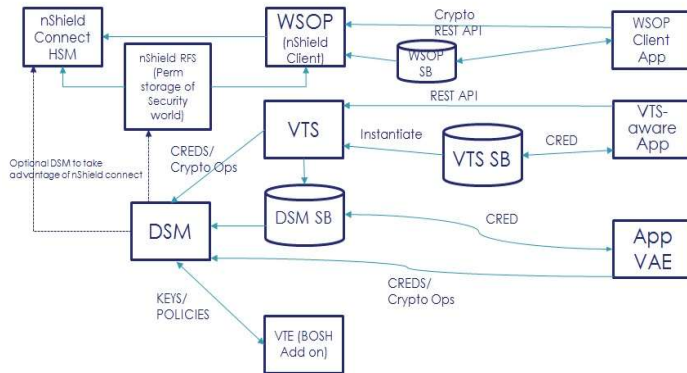 nShield
Connect
HSM
nShield RFS
(Perm
storage of
Security
world)
WSOP
(nShield
Client)
Crypto
REST API
WSOP
SB
WSOP
Client
App
REST API
VTS
Instantiate
VTS SB
CRED
VTS-
aware
App
Optional DSM to take
advantage of nShield connect
CREDS/
Crypto Ops
DSM
DSM SB
CRED
App
VAE
CREDS/
Crypto Ops
KEYS/
POLICIES
VTE (BOSH
Add on)